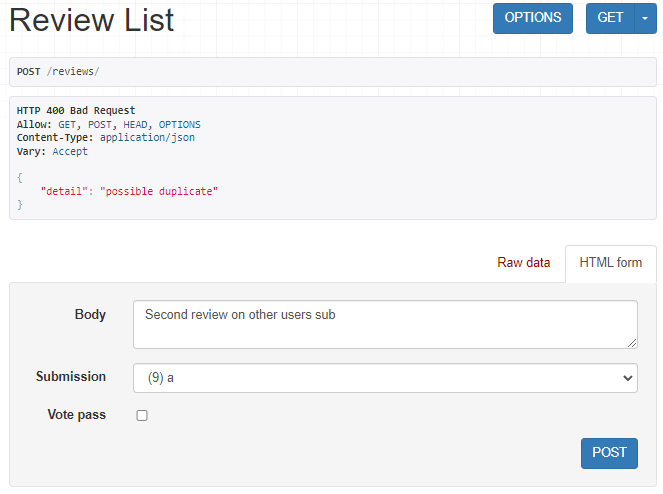 Review List
OPTIONS
GET
POST /reviews/
HTTP 400 Bad Request
Allow: GET, POST, HEAD, OPTIONS
Content-Type: application/json
Vary: Accept
{
"detail": "possible duplicate"
}
Raw data
HTML form
Body
Second review on other users sub
Submission
(9) a
Vote pass
POST